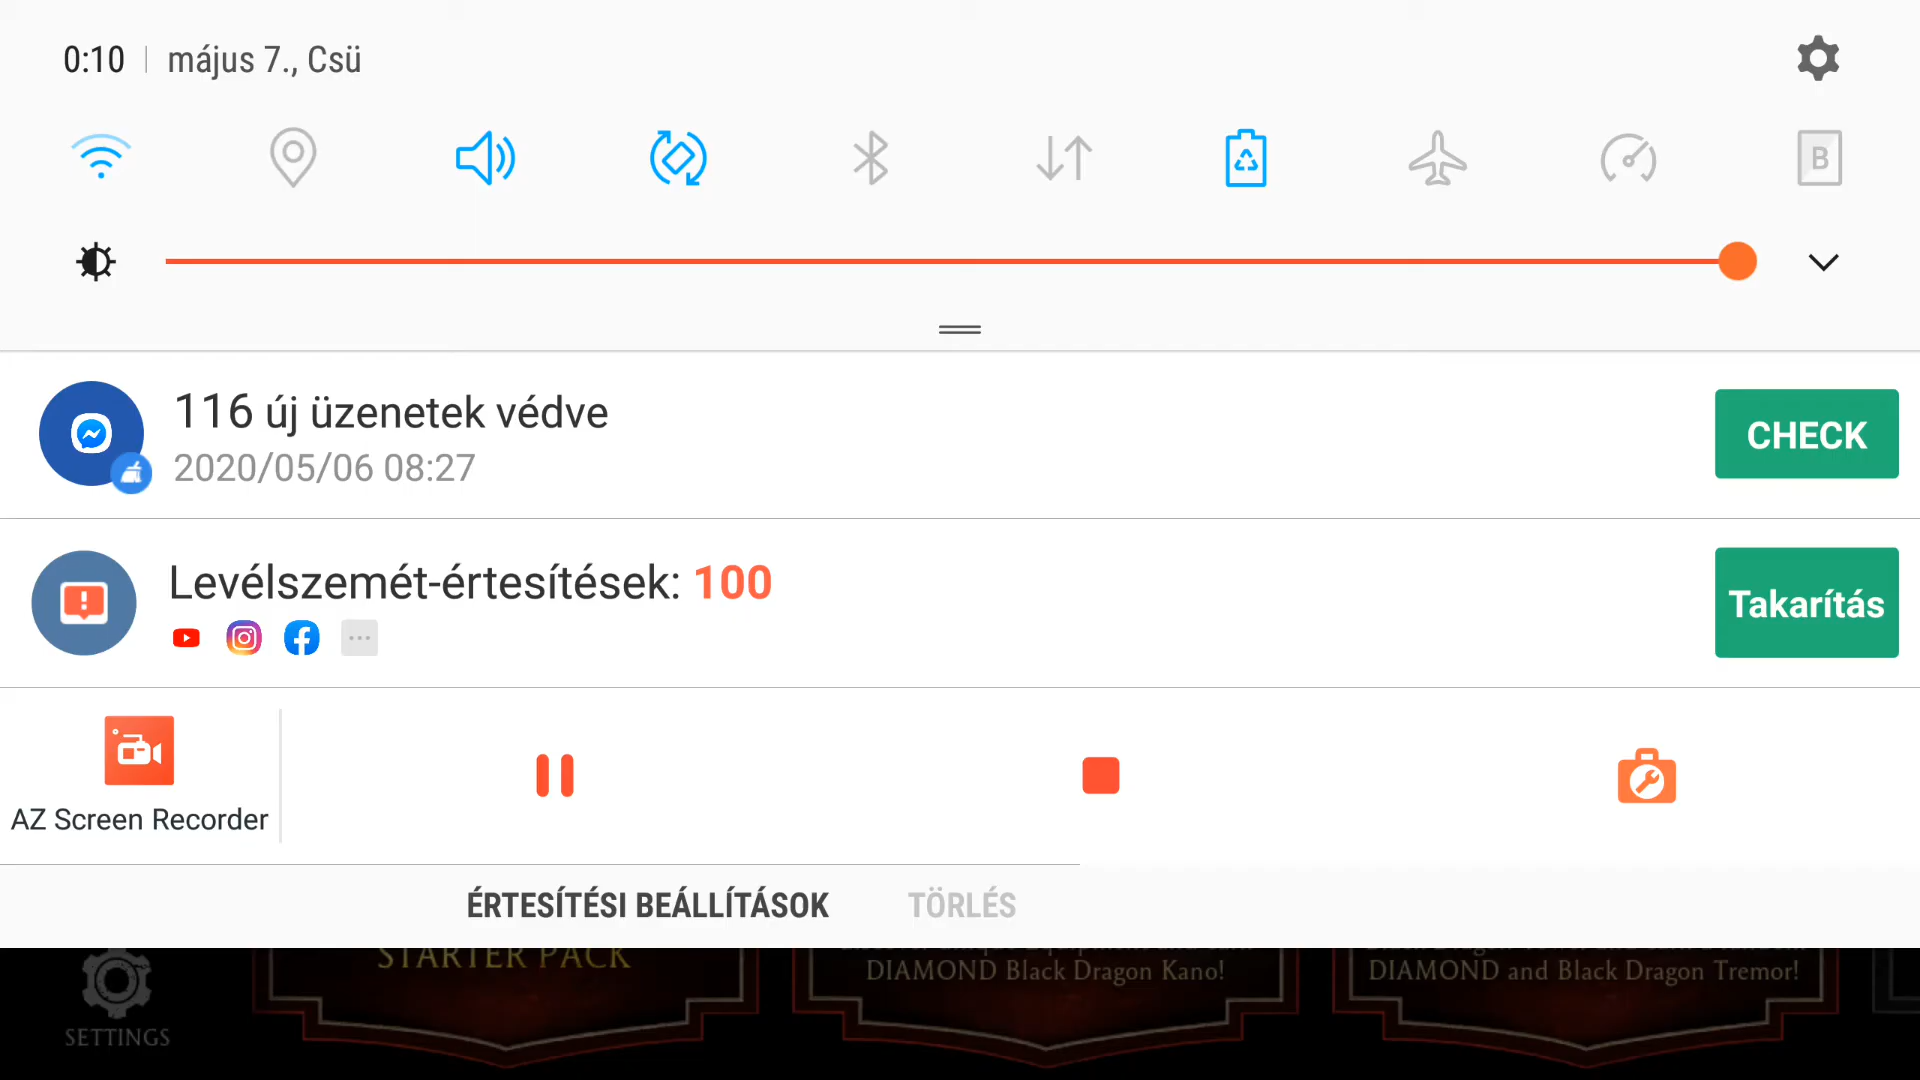 0:10 | május 7., Csü
B
116 új üzenetek védve
2020/05/06 08:27
CHECK
Levélszemét-értesítések: 100
Takarítás
AZ Screen Recorder
ÉRTESÍTÉSI BEÁLLÍTÁSOK
TÖRLÉS
STARTER PACK
DIAMOND Black Dragon Kano!
DIAMOND and Black Dragon Tremor!
SETTINGS